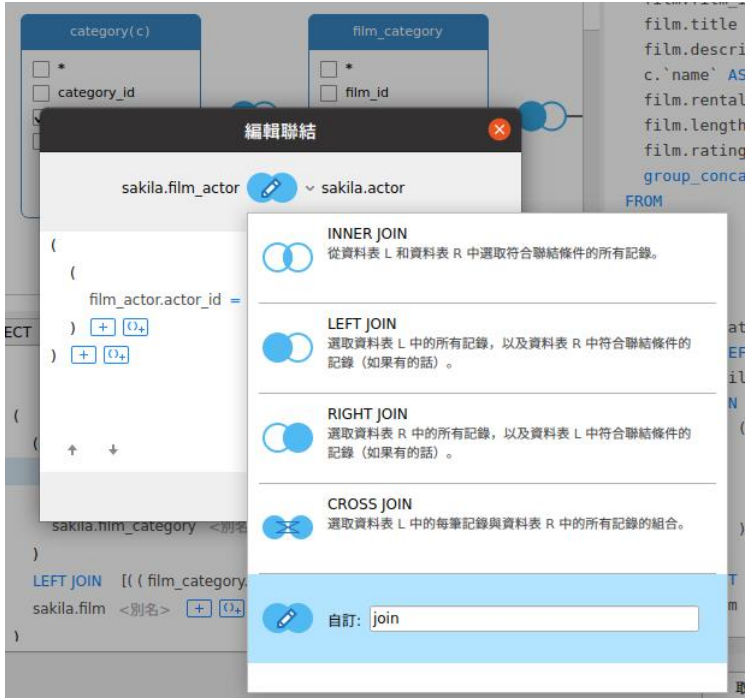 category(c)
film_category
*
category_id
*
film_id
film.title
film.descri
c.`name` AS
film.rental
film.length
film.rating
group_conca
FROM
編輯聯結
sakila.film_actor
sakila.actor
(
(
film_actor.actor_id =
)
)
INNER JOIN
從資料表 L 和資料表 R 中選取符合聯結條件的所有記錄。
LEFT JOIN
選取資料表 L 中的所有記錄，以及資料表 R 中符合聯結條件的
記錄（如果有的話）。
RIGHT JOIN
選取資料表 R 中的所有記錄，以及資料表 L 中符合聯結條件的
記錄（如果有的話）。
CROSS JOIN
選取資料表 L 中的每筆記錄與資料表 R 中的所有記錄的組合。
自訂: join
ECT
(
(
sakila.film_category <別名
)
LEFT JOIN [( ( film_category.
sakila.film <別名> + ()+
)